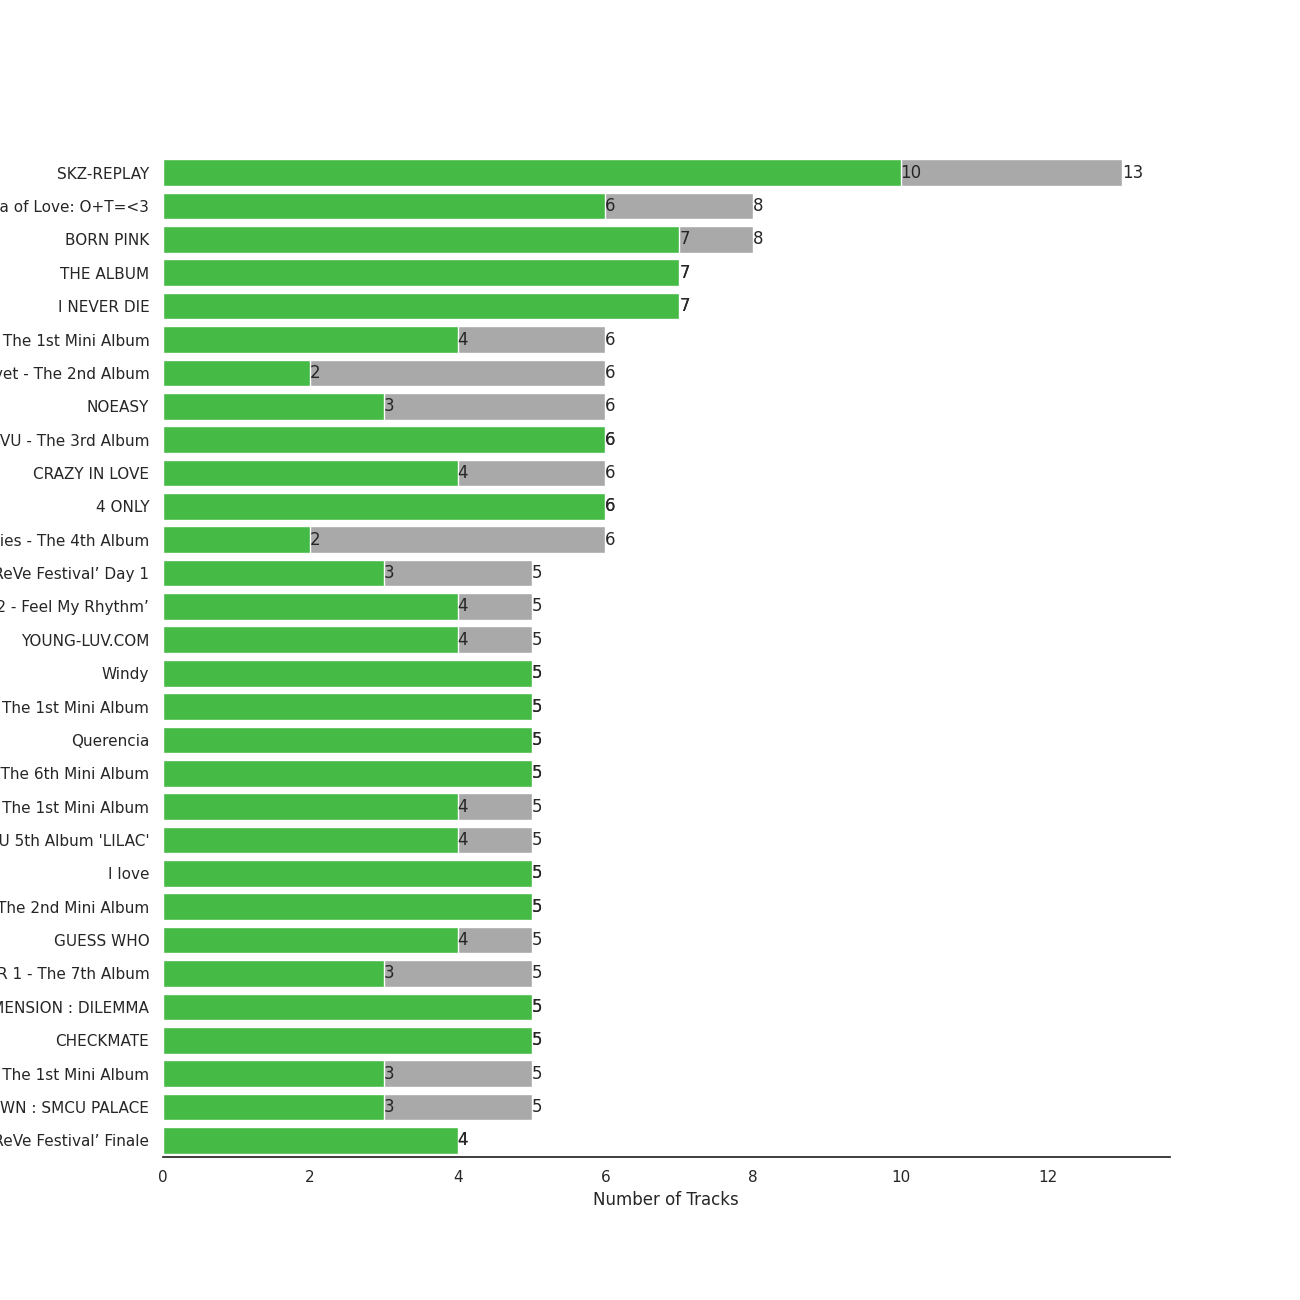 SKZ-REPLAY 10 13
a of Love: O+T=<3 6 8
BORN PINK 7 8
THE ALBUM 7
I NEVER DIE 7
The 1st Mini Album 4 6
vet - The 2nd Album 2 6
NOEASY 3 6
VU - The 3rd Album 6
CRAZY IN LOVE 4 6
4 ONLY 6
ies - The 4th Album 2 6
ReVe Festival’ Day 1 3 5
2 - Feel My Rhythm’ 4 5
YOUNG-LUV.COM 4 5
Windy 5
The 1st Mini Album 5
Querencia 5
The 6th Mini Album 5
The 1st Mini Album 4 5
U 5th Album 'LILAC' 4 5
I love 5
The 2nd Mini Album 5
GUESS WHO 4 5
R 1 - The 7th Album 3 5
MENSION : DILEMMA 5
CHECKMATE 5
The 1st Mini Album 3 5
WN : SMCU PALACE 3 5
ReVe Festival’ Finale 4
0 2 4 6 8 10 12
Number of Tracks